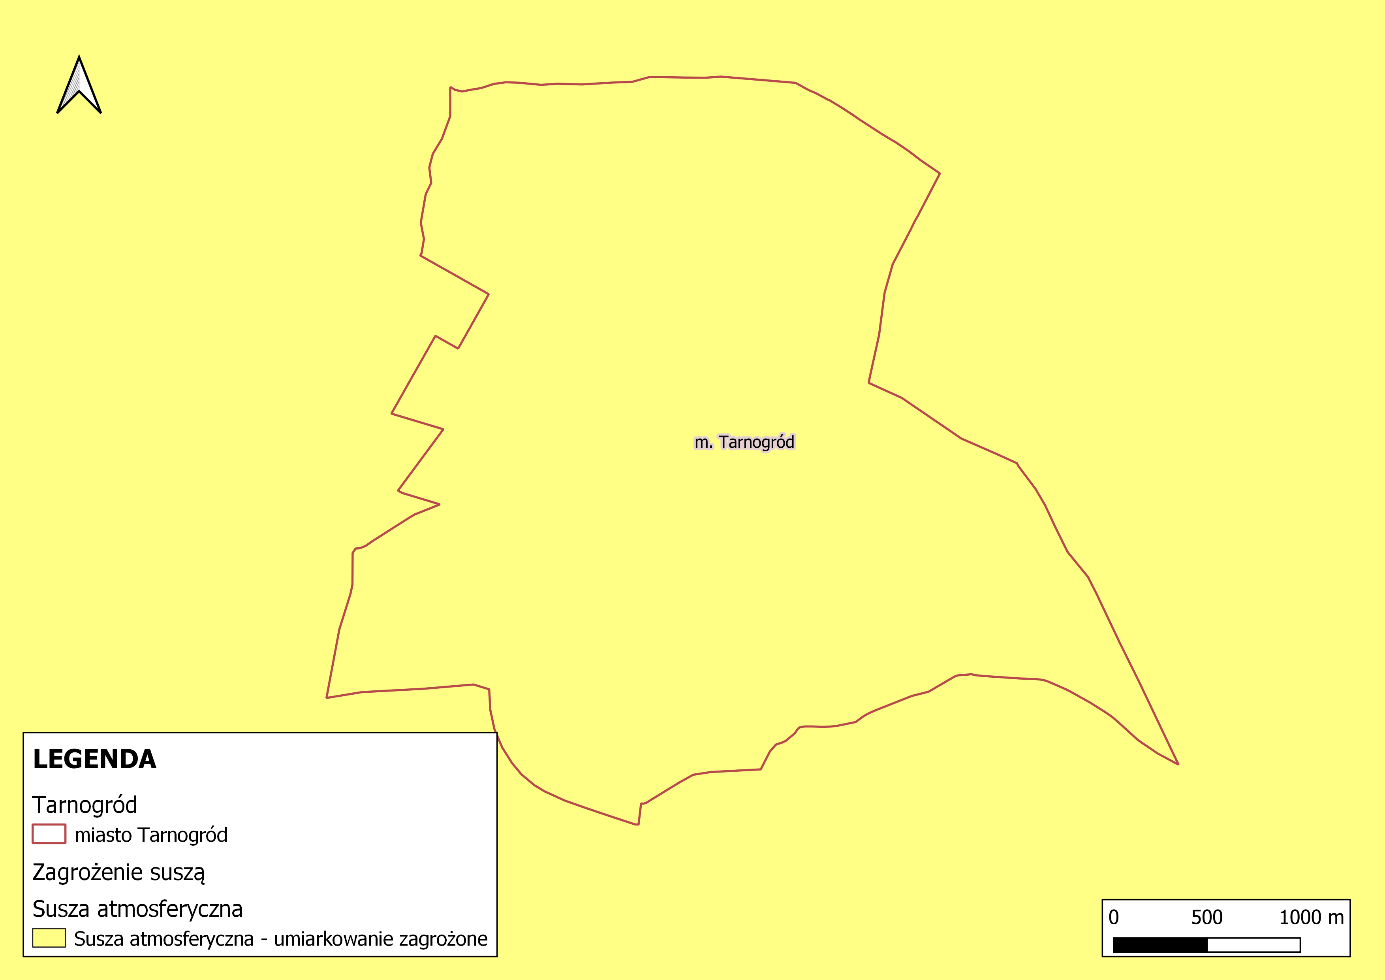 m. Tarnogród
LEGENDA
Tarnogród
miasto Tarnogród
Zagrożenie suszą
Susza atmosferyczna
Susza atmosferyczna - umiarkowanie zagrożone
0 500 1000 m